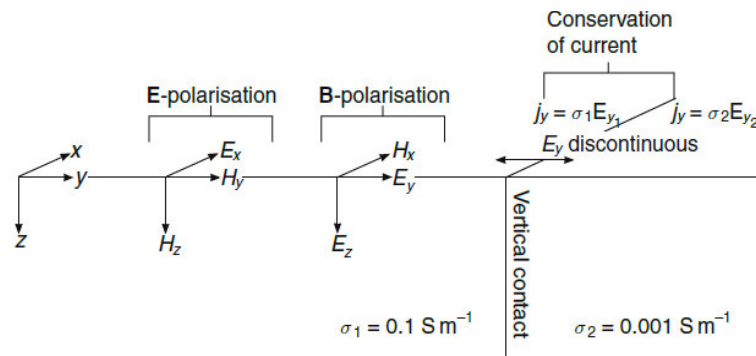 Conservation
of current
E-polarisation
B-polarisation
jy = σ1Ey1
jy = σ2Ey2
Ey discontinuous
x
y
z
Ex
Hy
Hz
Hx
Ey
Ez
Vertical contact
σ1 = 0.1 S m⁻¹
σ2 = 0.001 S m⁻¹